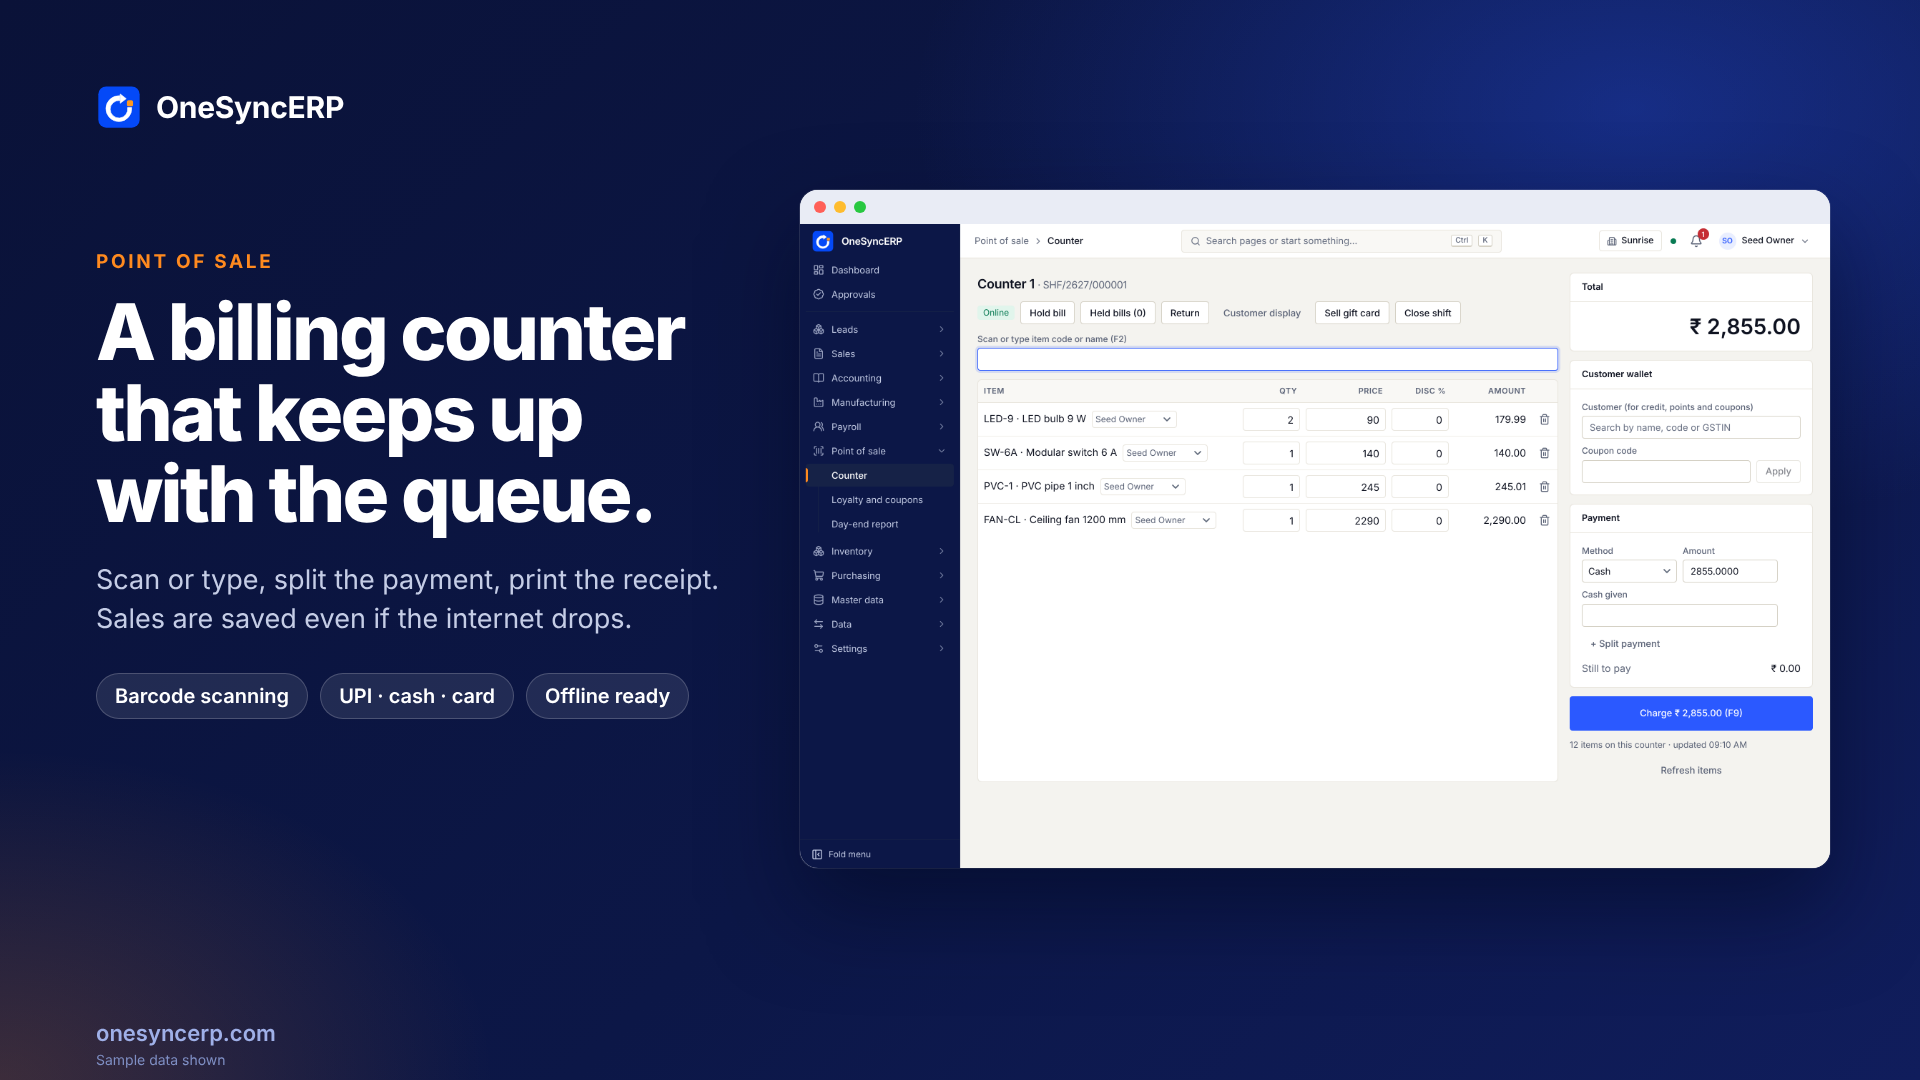 OneSyncERP
POINT OF SALE
A billing counter
that keeps up
with the queue.
Scan or type, split the payment, print the receipt.
Sales are saved even if the internet drops.
Barcode scanning
UPI · cash · card
Offline ready
onesyncerp.com
Sample data shown
OneSyncERP
Dashboard
Approvals
Leads
Sales
Accounting
Manufacturing
Payroll
Point of sale
Counter
Loyalty and coupons
Day-end report
Inventory
Purchasing
Master data
Data
Settings
Fold menu
Point of sale > Counter
Search pages or start something... Ctrl K
Sunrise
1
SO Seed Owner
Counter 1 · SHF/2627/000001
Online Hold bill Held bills (0) Return Customer display Sell gift card Close shift
Scan or type item code or name (F2)
ITEM QTY PRICE DISC % AMOUNT
LED-9 · LED bulb 9 W Seed Owner 2 90 0 179.99
SW-6A · Modular switch 6 A Seed Owner 1 140 0 140.00
PVC-1 · PVC pipe 1 inch Seed Owner 1 245 0 245.01
FAN-CL · Ceiling fan 1200 mm Seed Owner 1 2290 0 2,290.00
Total
₹ 2,855.00
Customer wallet
Customer (for credit, points and coupons)
Search by name, code or GSTIN
Coupon code
Apply
Payment
Method Amount
Cash 2855.0000
Cash given
+ Split payment
Still to pay ₹ 0.00
Charge ₹ 2,855.00 (F9)
12 items on this counter · updated 09:10 AM
Refresh items